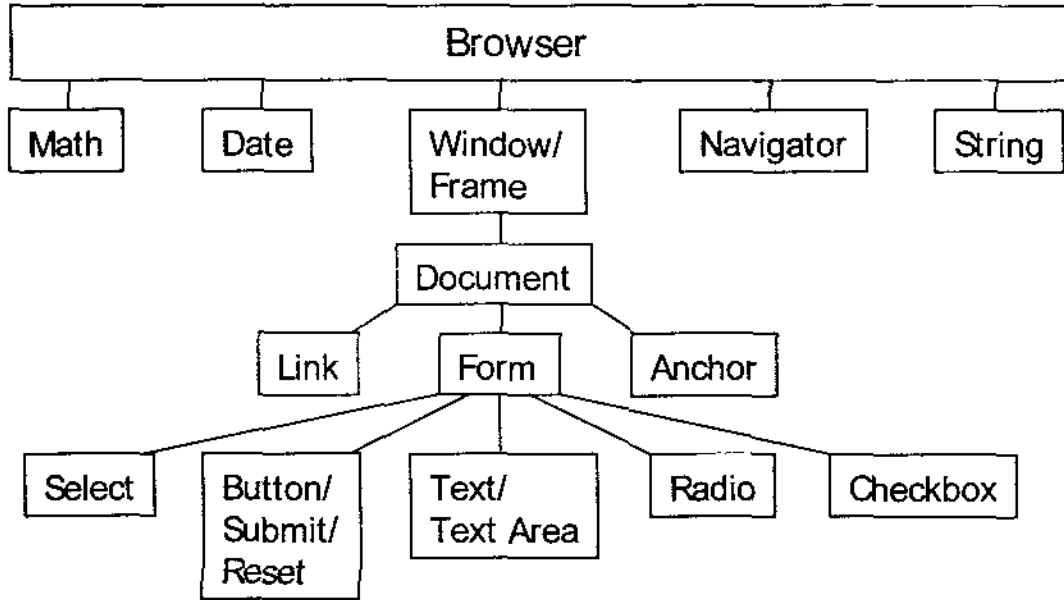 Browser
Math
Date
Window/
Frame
Navigator
String
Document
Link
Form
Anchor
Select
Button/
Submit/
Reset
Text/
Text Area
Radio
Checkbox